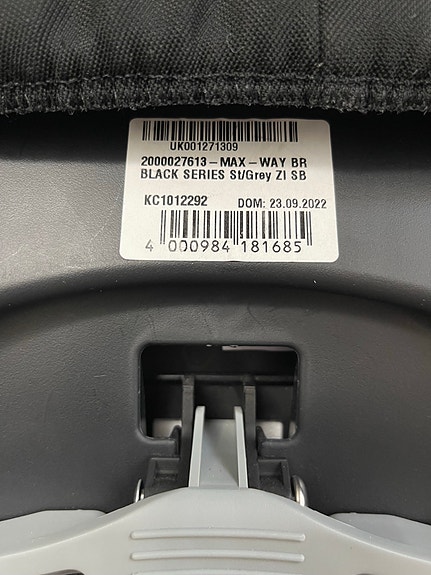 UK001271309
2000027613-MAX-WAY BR
BLACK SERIES St/Grey ZI SB
KC1012292 DOM: 23.09.2022
4 000984 181685